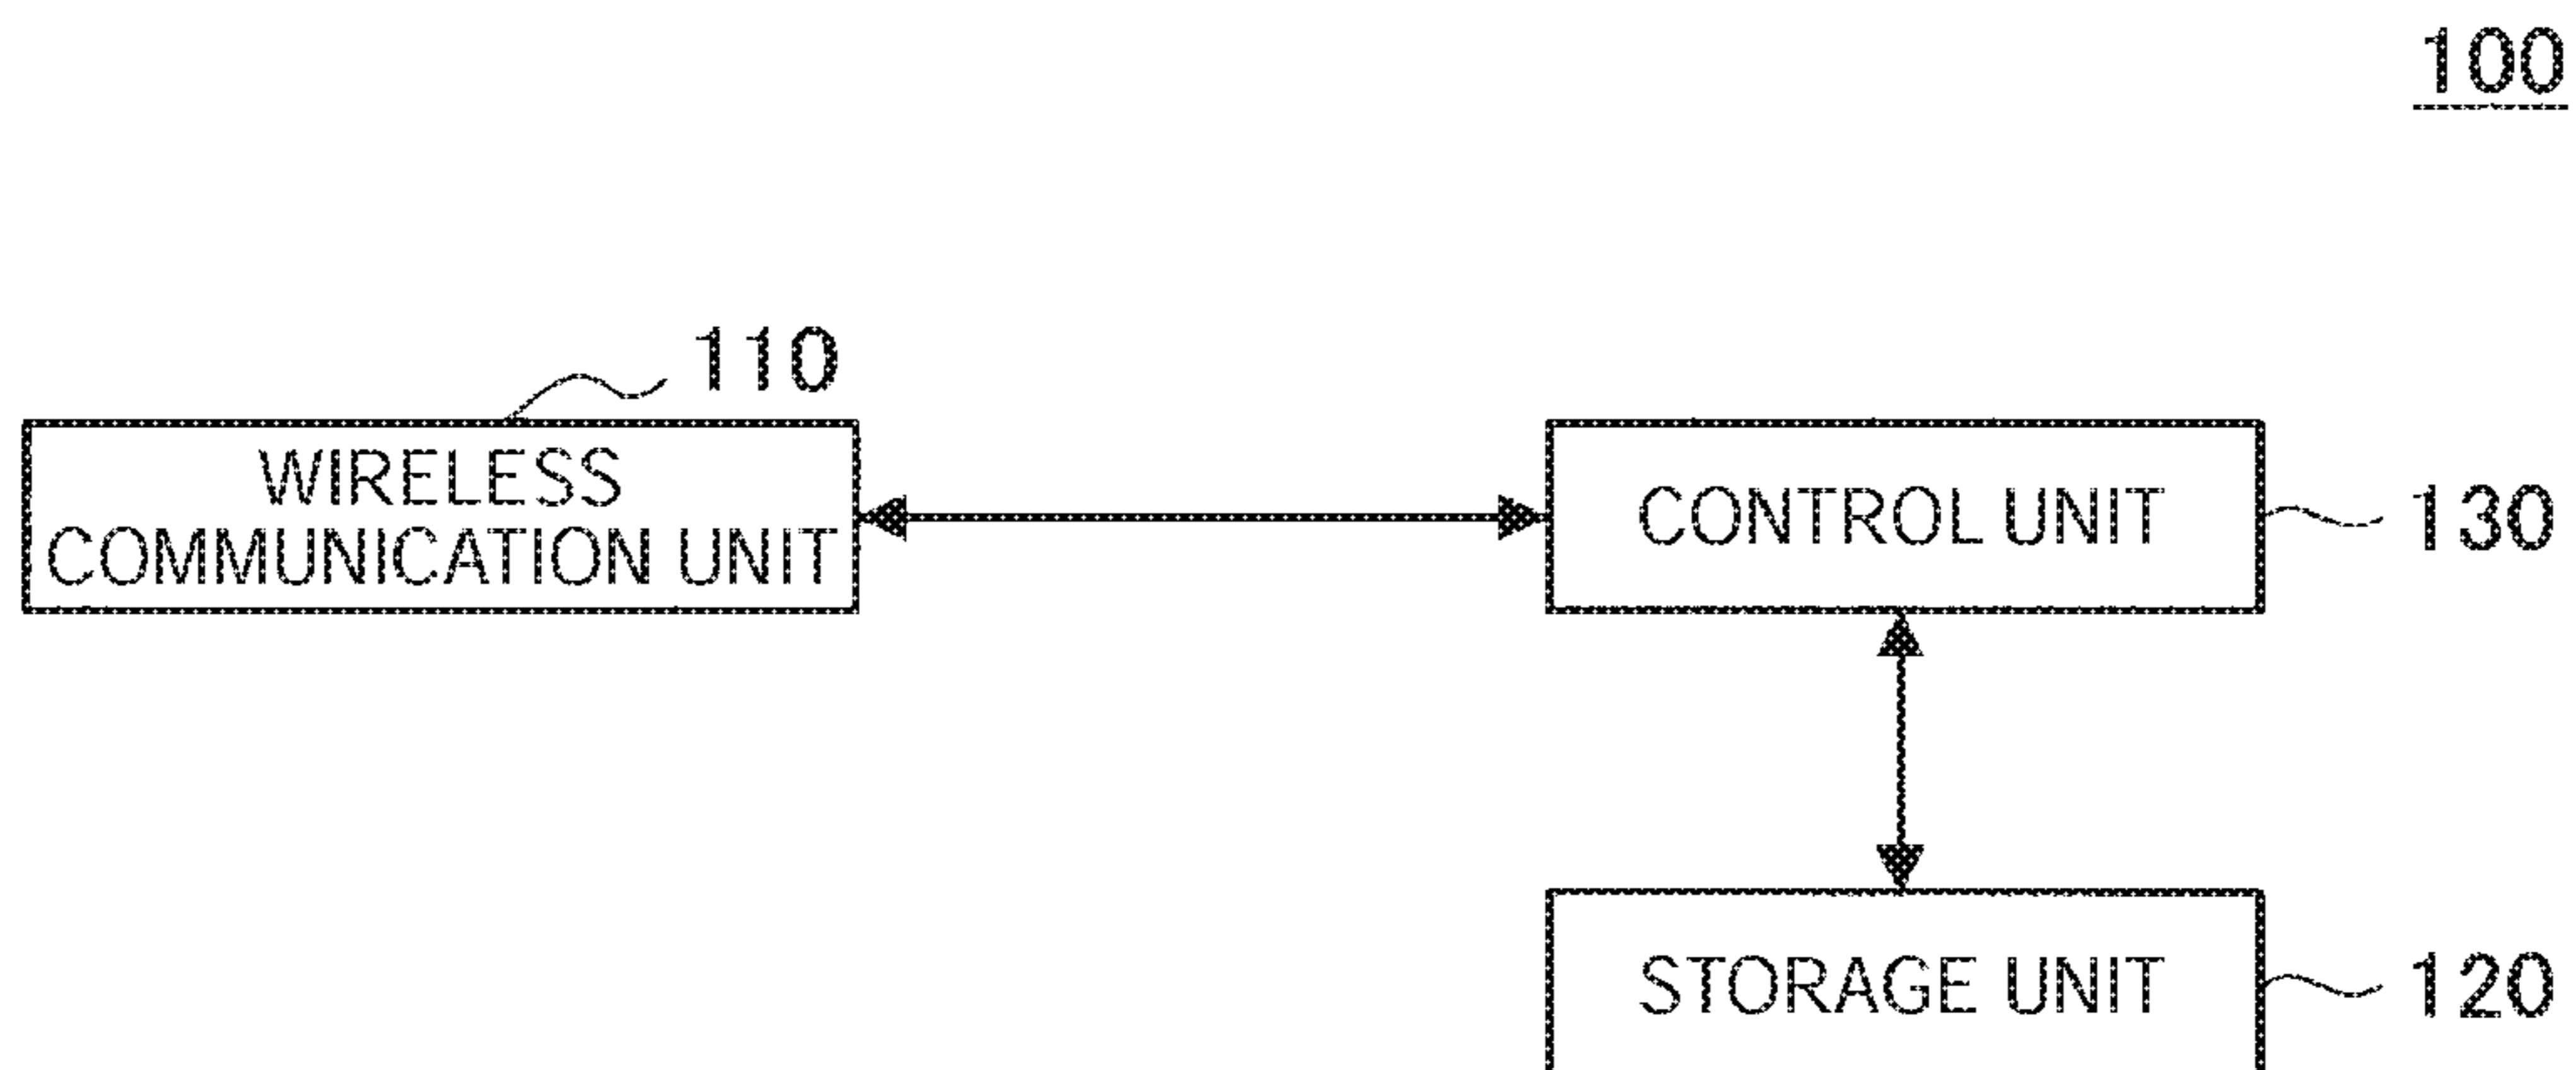 100
110
WIRELESS
COMMUNICATION UNIT
CONTROL UNIT
130
STORAGE UNIT
120